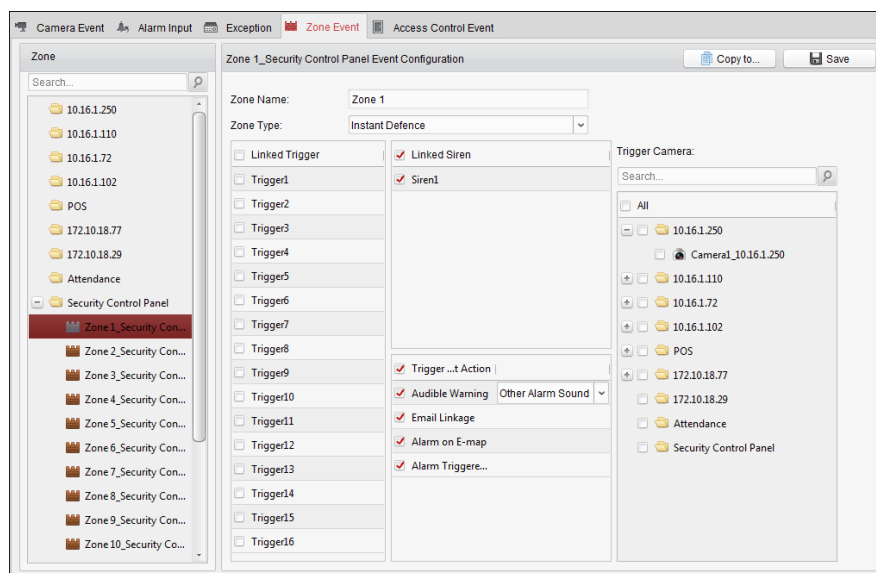 Camera Event Alarm Input Exception Zone Event Access Control Event
Zone
Search...
10.16.1.250
10.16.1.110
10.16.1.72
10.16.1.102
POS
172.10.18.77
172.10.18.29
Attendance
Security Control Panel
Zone 1_Security Con...
Zone 2_Security Con...
Zone 3_Security Con...
Zone 4_Security Con...
Zone 5_Security Con...
Zone 6_Security Con...
Zone 7_Security Con...
Zone 8_Security Con...
Zone 9_Security Con...
Zone 10_Security Co...
Zone 1_Security Control Panel Event Configuration
Copy to... Save
Zone Name: Zone 1
Zone Type: Instant Defence
Linked Trigger
Trigger1
Trigger2
Trigger3
Trigger4
Trigger5
Trigger6
Trigger7
Trigger8
Trigger9
Trigger10
Trigger11
Trigger12
Trigger13
Trigger14
Trigger15
Trigger16
Linked Siren
Siren1
Trigger ...t Action
Audible Warning Other Alarm Sound
Email Linkage
Alarm on E-map
Alarm Triggere...
Trigger Camera:
Search...
All
10.16.1.250
Camera1_10.16.1.250
10.16.1.110
10.16.1.72
10.16.1.102
POS
172.10.18.77
172.10.18.29
Attendance
Security Control Panel